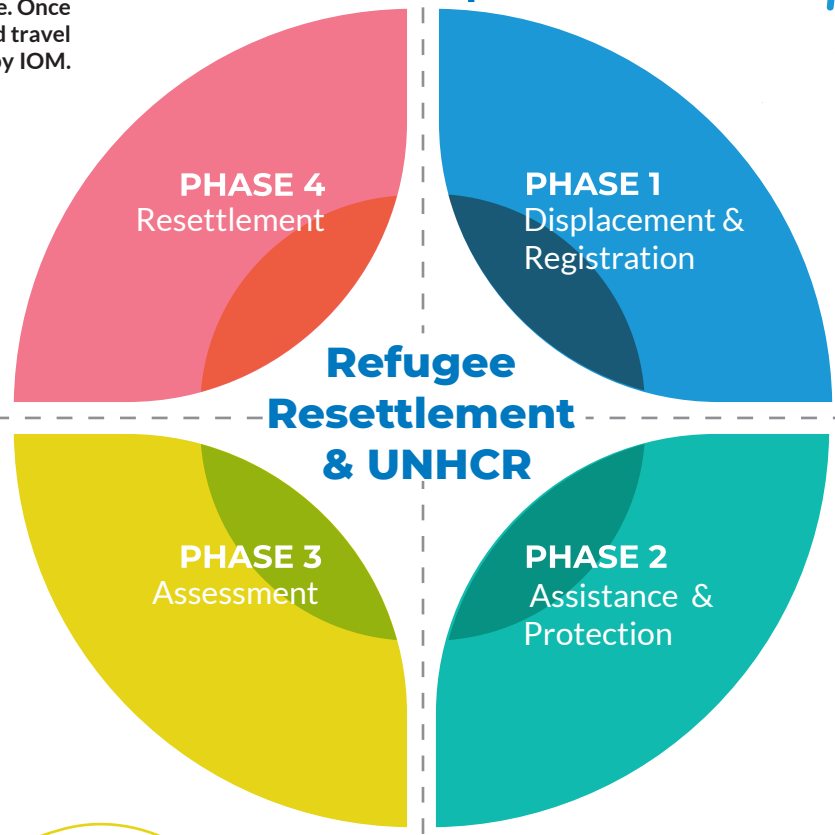 e. Once
d travel
by IOM.
PHASE 4
Resettlement
PHASE 1
Displacement &
Registration
Refugee
Resettlement
& UNHCR
PHASE 3
Assessment
PHASE 2
Assistance &
Protection